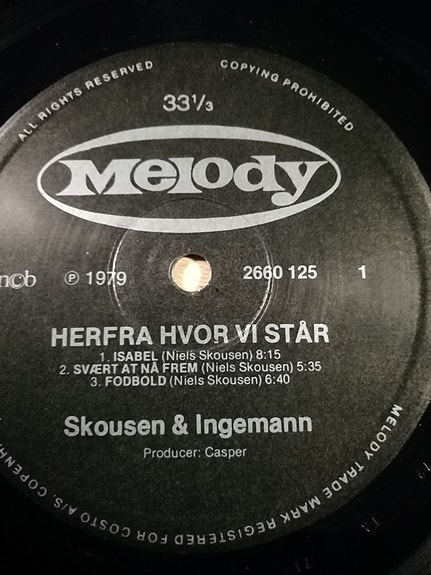 ALL RIGHTS RESERVED
COPYING PROHIBITED
33 1/3
Melody
ncb ℗ 1979 2660 125 1
HERFRA HVOR VI STÅR
1. ISABEL (Niels Skousen) 8:15
2. SVÆRT AT NÅ FREM (Niels Skousen) 5:35
3. FODBOLD (Niels Skousen) 6:40
Skousen & Ingemann
Producer: Casper
MELODY TRADE MARK REGISTERED FOR COSTO A/S, COPENH